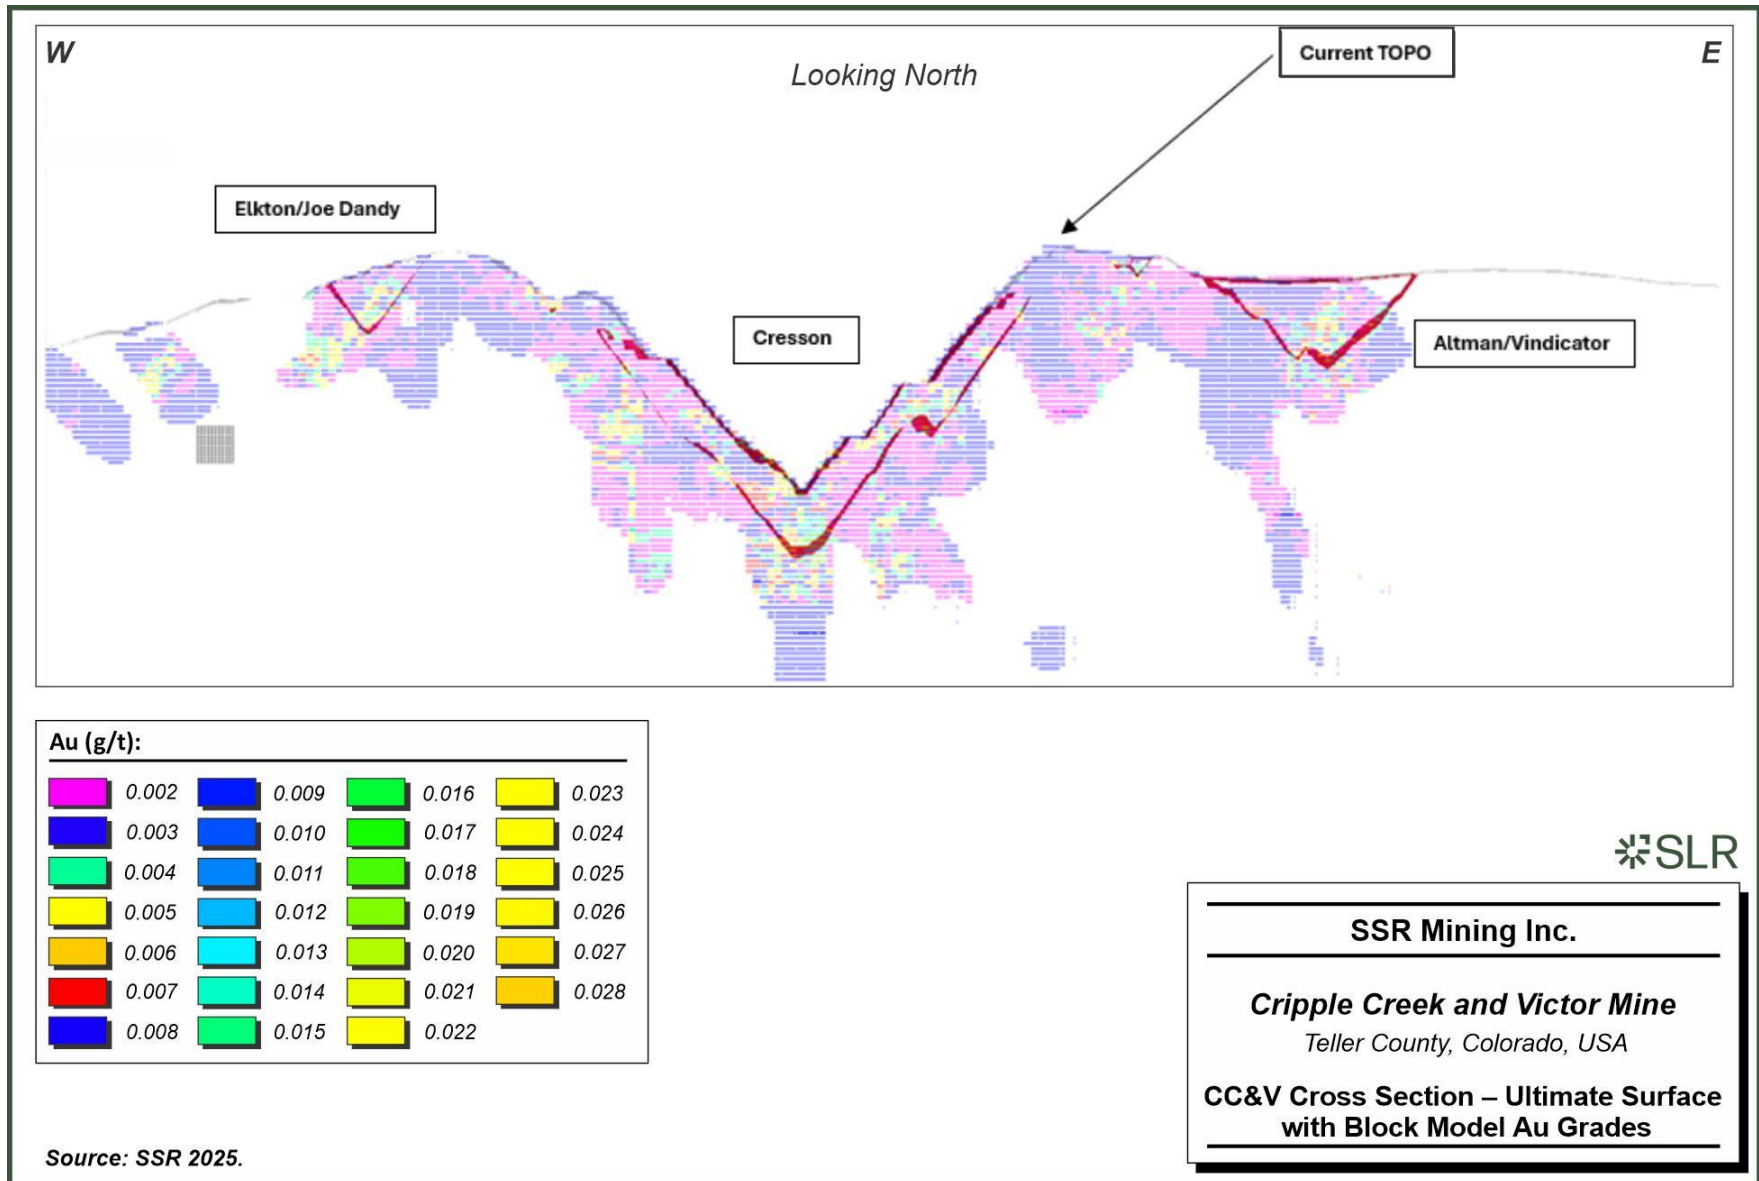 W
Looking North
Current TOPO
E
Elkton/Joe Dandy
Cresson
Altman/Vindicator
Au (g/t):
0.002 0.009 0.016 0.023
0.003 0.010 0.017 0.024
0.004 0.011 0.018 0.025
0.005 0.012 0.019 0.026
0.006 0.013 0.020 0.027
0.007 0.014 0.021 0.028
0.008 0.015 0.022
SLR
SSR Mining Inc.
Cripple Creek and Victor Mine
Teller County, Colorado, USA
CC&V Cross Section – Ultimate Surface
with Block Model Au Grades
Source: SSR 2025.